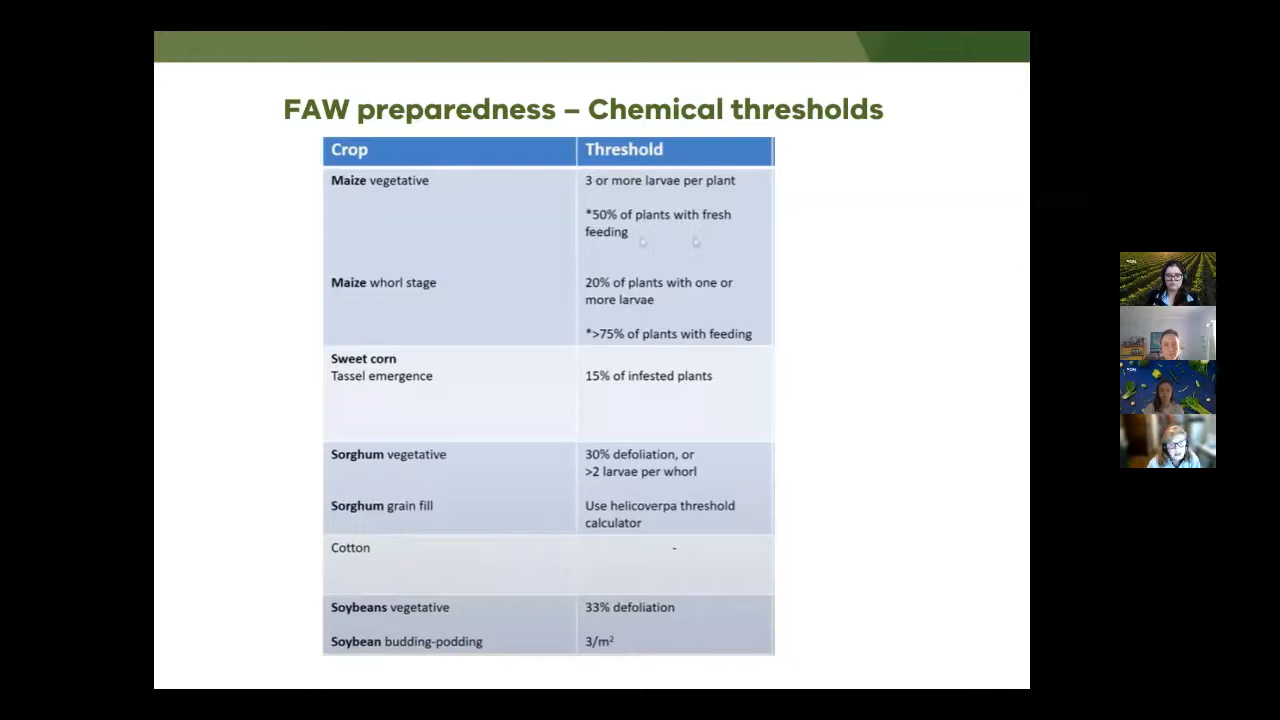 FAW preparedness – Chemical thresholds
Crop
Threshold
Maize vegetative
3 or more larvae per plant
*50% of plants with fresh
feeding
Maize whorl stage
20% of plants with one or
more larvae
*>75% of plants with feeding
Sweet corn
Tassel emergence
15% of infested plants
Sorghum vegetative
30% defoliation, or
>2 larvae per whorl
Sorghum grain fill
Use helicoverpa threshold
calculator
Cotton
-
Soybeans vegetative
33% defoliation
Soybean budding-podding
3/m²